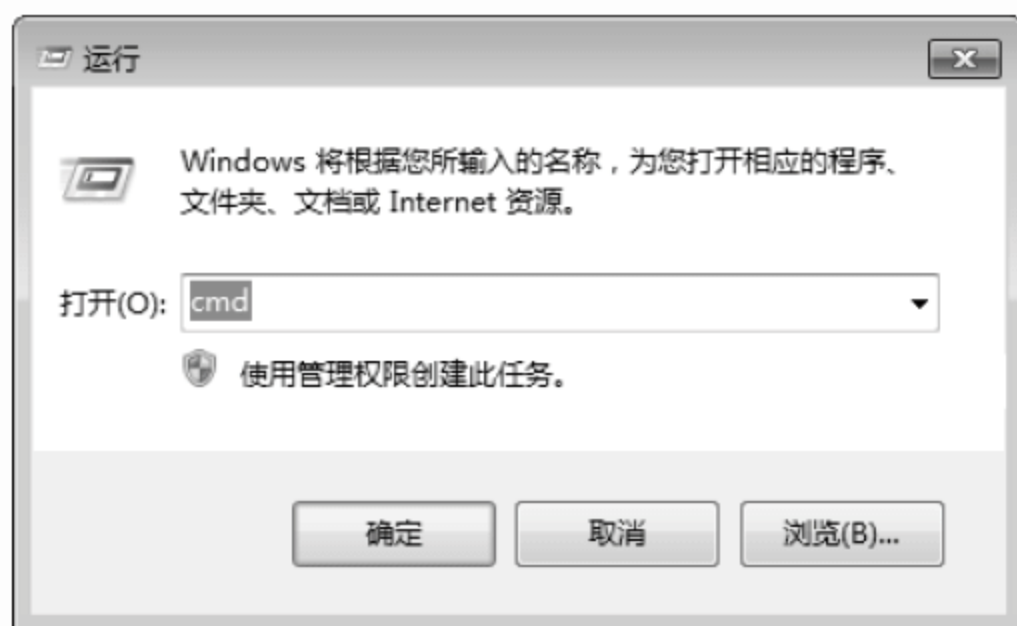 运行
Windows 将根据您所输入的名称，为您打开相应的程序、
文件夹、文档或 Internet 资源。
打开(O): cmd
使用管理权限创建此任务。
确定 取消 浏览(B)...